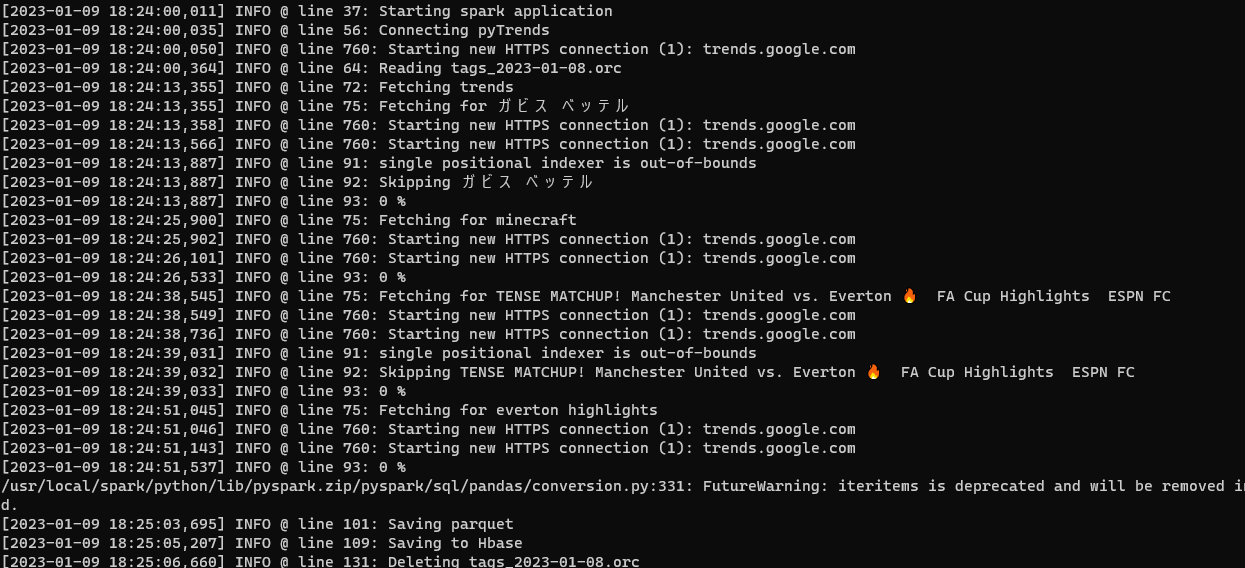 [2023-01-09 18:24:00,011] INFO @ line 37: Starting spark application
[2023-01-09 18:24:00,035] INFO @ line 56: Connecting pyTrends
[2023-01-09 18:24:00,050] INFO @ line 760: Starting new HTTPS connection (1): trends.google.com
[2023-01-09 18:24:00,364] INFO @ line 64: Reading tags_2023-01-08.orc
[2023-01-09 18:24:13,355] INFO @ line 72: Fetching trends
[2023-01-09 18:24:13,355] INFO @ line 75: Fetching for ガビス ベッテル
[2023-01-09 18:24:13,358] INFO @ line 760: Starting new HTTPS connection (1): trends.google.com
[2023-01-09 18:24:13,566] INFO @ line 760: Starting new HTTPS connection (1): trends.google.com
[2023-01-09 18:24:13,887] INFO @ line 91: single positional indexer is out-of-bounds
[2023-01-09 18:24:13,887] INFO @ line 92: Skipping ガビス ベッテル
[2023-01-09 18:24:13,887] INFO @ line 93: 0 %
[2023-01-09 18:24:25,900] INFO @ line 75: Fetching for minecraft
[2023-01-09 18:24:25,902] INFO @ line 760: Starting new HTTPS connection (1): trends.google.com
[2023-01-09 18:24:26,101] INFO @ line 760: Starting new HTTPS connection (1): trends.google.com
[2023-01-09 18:24:26,533] INFO @ line 93: 0 %
[2023-01-09 18:24:38,545] INFO @ line 75: Fetching for TENSE MATCHUP! Manchester United vs. Everton 🔥  FA Cup Highlights  ESPN FC
[2023-01-09 18:24:38,549] INFO @ line 760: Starting new HTTPS connection (1): trends.google.com
[2023-01-09 18:24:38,736] INFO @ line 760: Starting new HTTPS connection (1): trends.google.com
[2023-01-09 18:24:39,031] INFO @ line 91: single positional indexer is out-of-bounds
[2023-01-09 18:24:39,032] INFO @ line 92: Skipping TENSE MATCHUP! Manchester United vs. Everton 🔥  FA Cup Highlights  ESPN FC
[2023-01-09 18:24:39,033] INFO @ line 93: 0 %
[2023-01-09 18:24:51,045] INFO @ line 75: Fetching for everton highlights
[2023-01-09 18:24:51,046] INFO @ line 760: Starting new HTTPS connection (1): trends.google.com
[2023-01-09 18:24:51,143] INFO @ line 760: Starting new HTTPS connection (1): trends.google.com
[2023-01-09 18:24:51,537] INFO @ line 93: 0 %
/usr/local/spark/python/lib/pyspark.zip/pyspark/sql/pandas/conversion.py:331: FutureWarning: iteritems is deprecated and will be removed in
d.
[2023-01-09 18:25:03,695] INFO @ line 101: Saving parquet
[2023-01-09 18:25:05,207] INFO @ line 109: Saving to Hbase
[2023-01-09 18:25:06,660] INFO @ line 131: Deleting tags_2023-01-08.orc